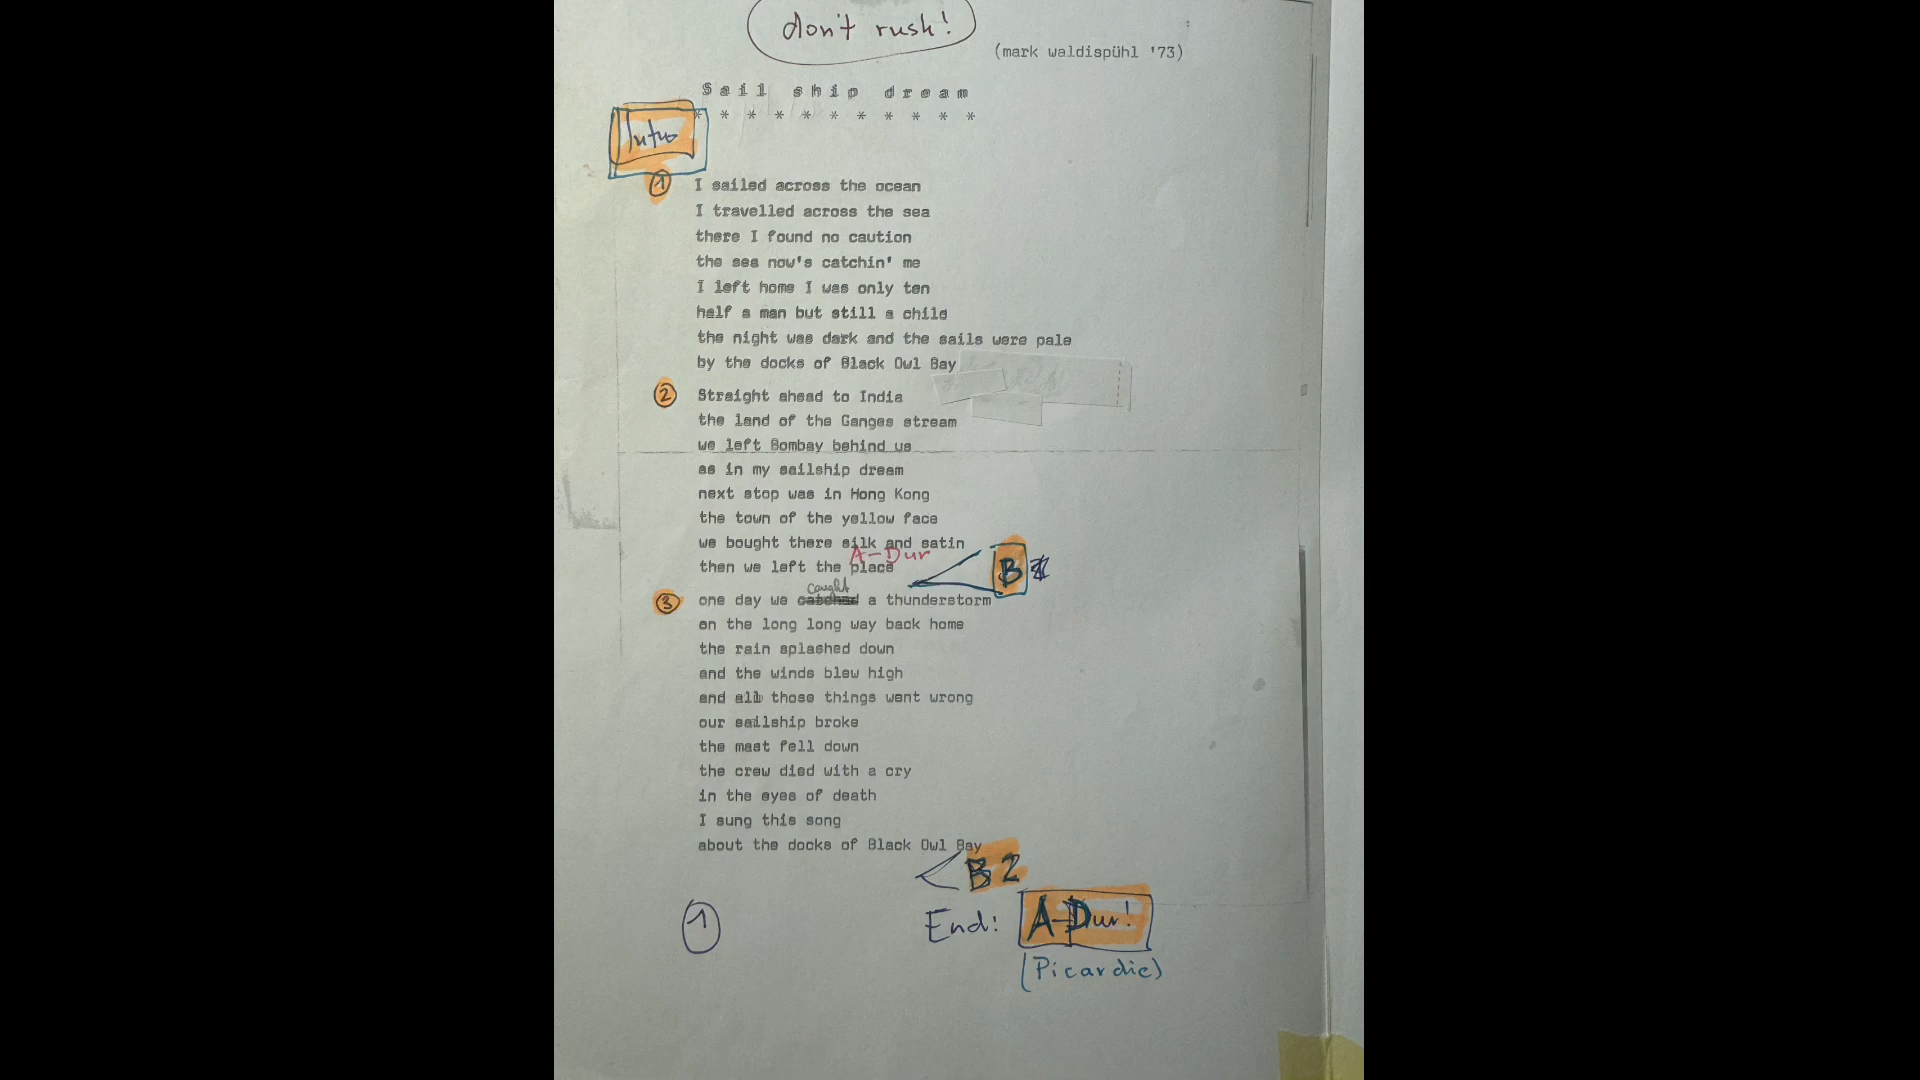 don't rush!
(mark waldispühl '73)
Sail ship dream
* * * * * * * * * * *
Intro
1 I sailed across the ocean
I travelled across the sea
there I found no caution
the sea now's catchin' me
I left home I was only ten
half a man but still a child
the night was dark and the sails were pale
by the docks of Black Owl Bay
2 Straight ahead to India
the land of the Ganges stream
we left Bombay behind us
as in my sailship dream
next stop was in Hong Kong
the town of the yellow face
we bought there silk and satin
A-Dur
then we left the place
B
caught
3 one day we catched a thunderstorm
on the long long way back home
the rain splashed down
and the winds blew high
and all those things went wrong
our sailship broke
the mast fell down
the crew died with a cry
in the eyes of death
I sung this song
about the docks of Black Owl Bay
B2
1 End: A-Dur!
(Picardie)